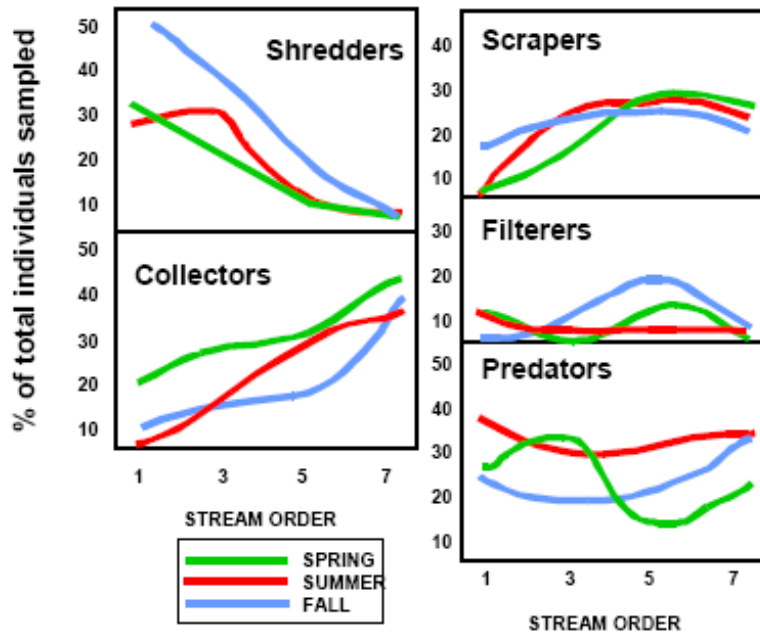 % of total individuals sampled
50
40
30
20
10
Shredders
50
40
30
20
10
Collectors
1 3 5 7
STREAM ORDER
SPRING
SUMMER
FALL
40
30
20
10
Scrapers
30
20
10
Filterers
50
40
30
20
10
Predators
1 3 5 7
STREAM ORDER